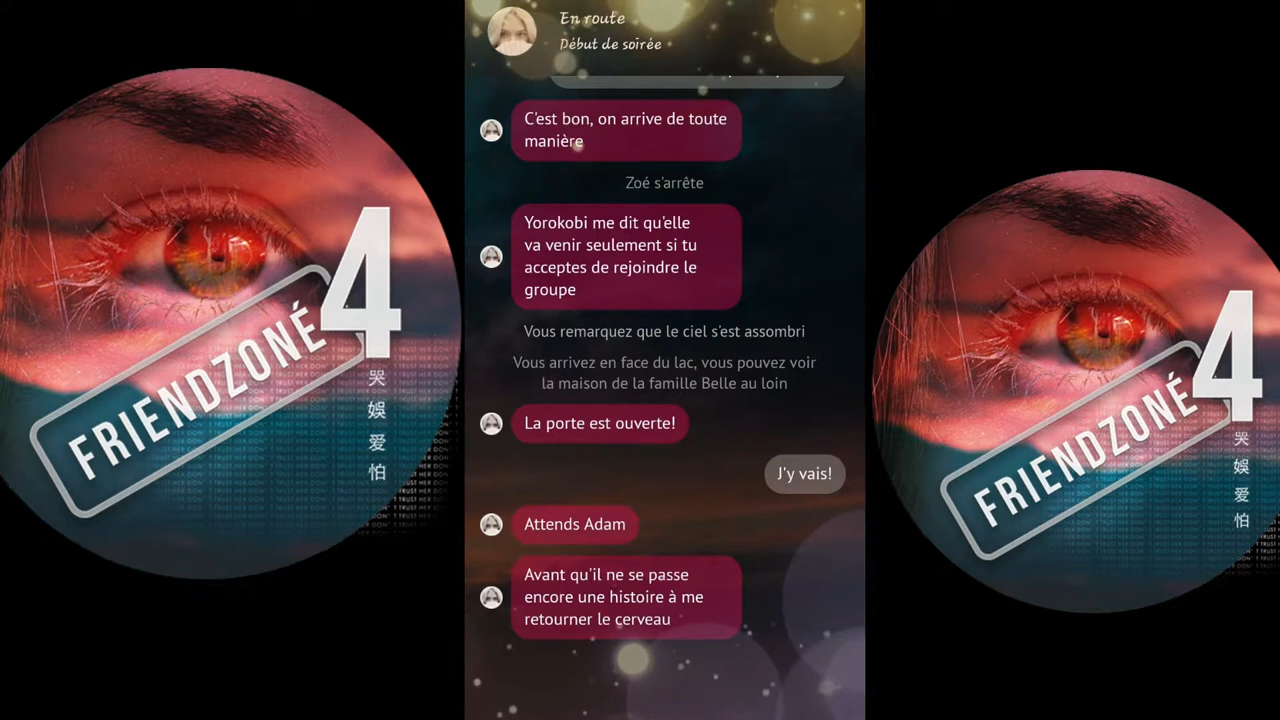 En route
Début de soirée
C'est bon, on arrive de toute
manière
Zoé s'arrête
Yorokobi me dit qu'elle
va venir seulement si tu
acceptes de rejoindre le
groupe
Vous remarquez que le ciel s'est assombri
Vous arrivez en face du lac, vous pouvez voir
la maison de la famille Belle au loin
La porte est ouverte!
J'y vais!
Attends Adam
Avant qu'il ne se passe
encore une histoire à me
retourner le cerveau
FRIENDZONÉ
4
哭
娛
爱
怕
FRIENDZONÉ
4
哭
娛
爱
怕